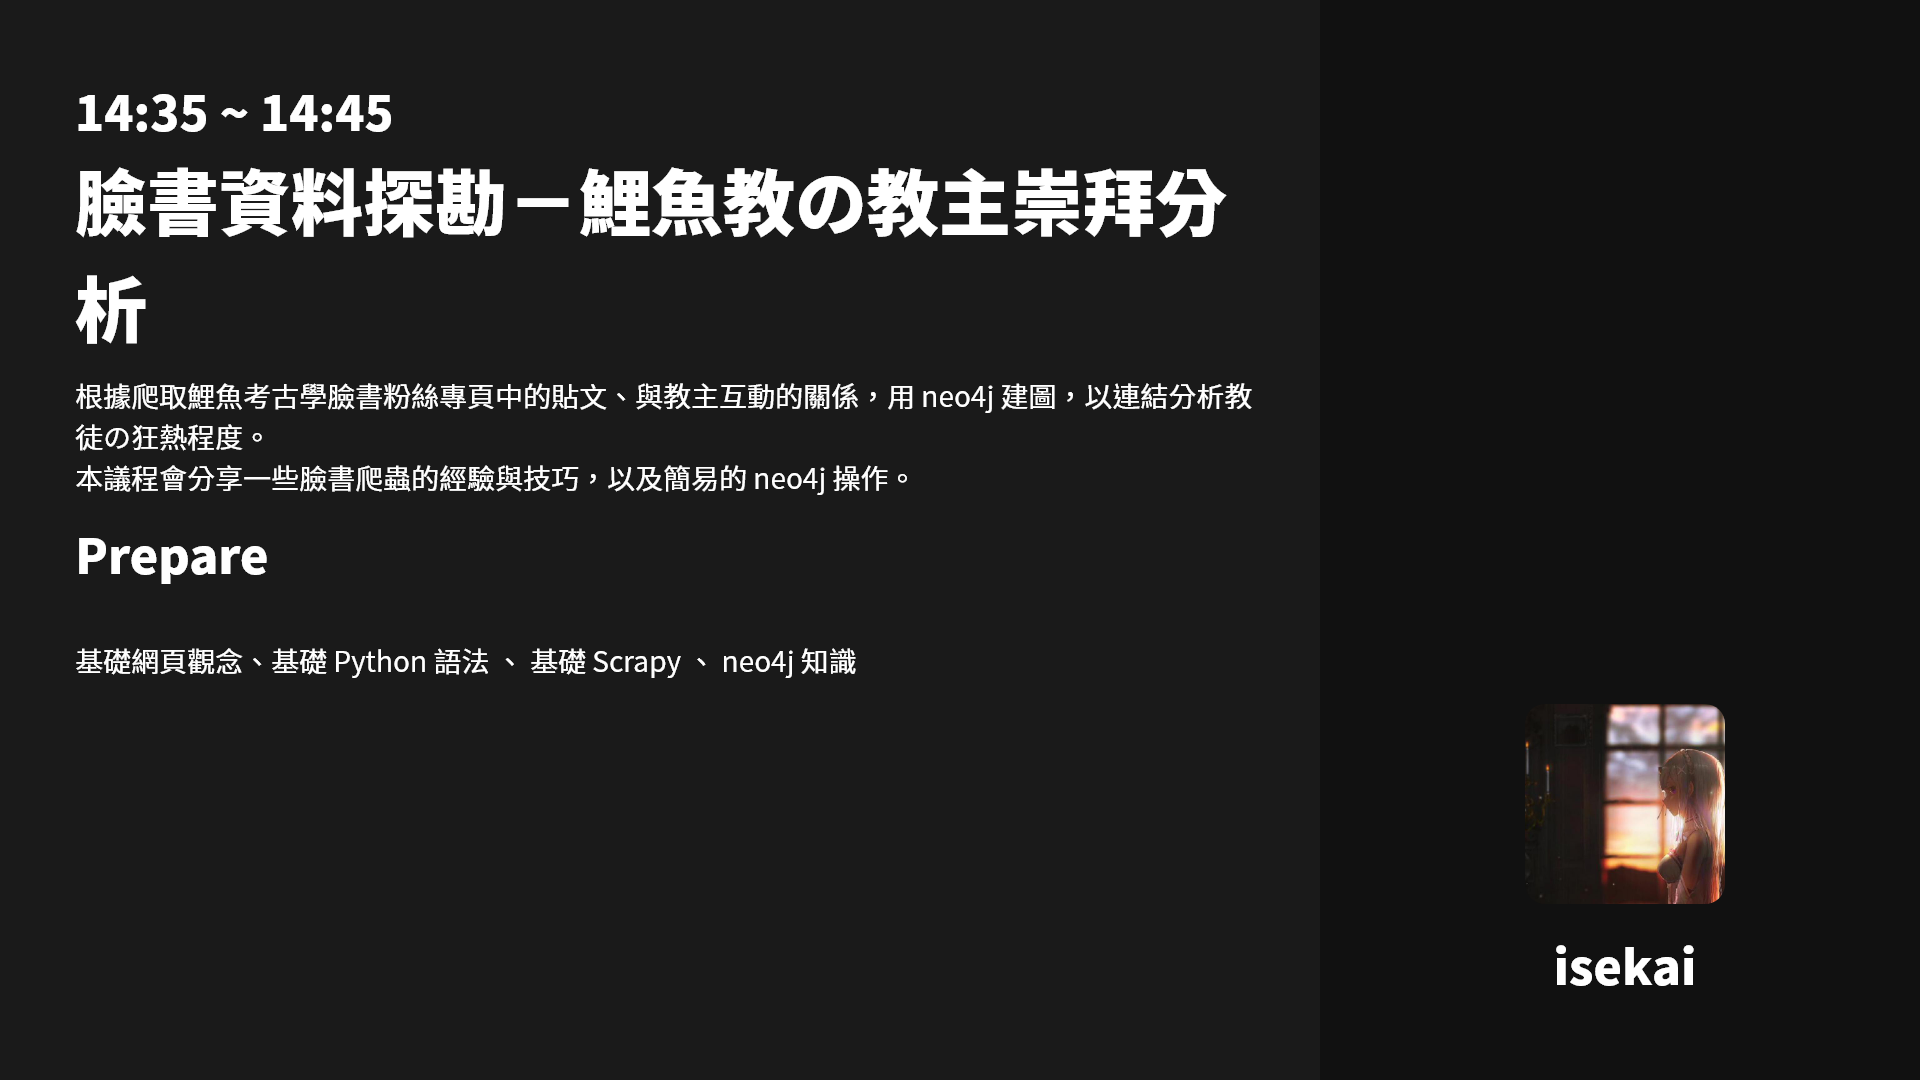 14:35 ~ 14:45
臉書資料探勘－鯉魚教の教主崇拜分
析
根據爬取鯉魚考古學臉書粉絲專頁中的貼文、與教主互動的關係，用 neo4j 建圖，以連結分析教
徒の狂熱程度。
本議程會分享一些臉書爬蟲的經驗與技巧，以及簡易的 neo4j 操作。
Prepare
基礎網頁觀念、基礎 Python 語法 、 基礎 Scrapy 、 neo4j 知識
isekai